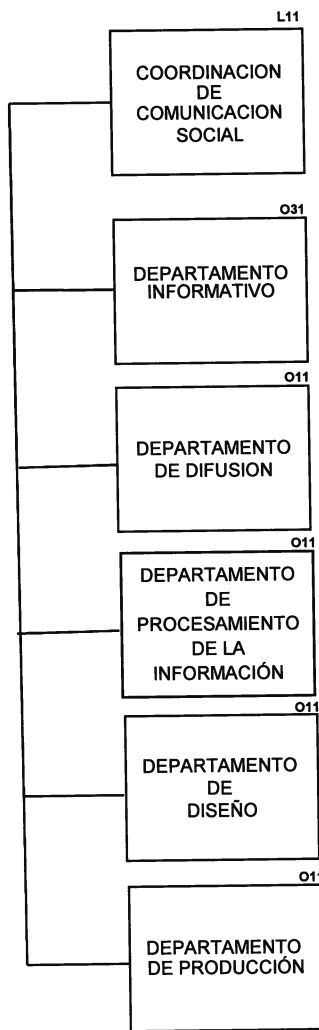 L11
COORDINACION
DE
COMUNICACION
SOCIAL
O31
DEPARTAMENTO
INFORMATIVO
O11
DEPARTAMENTO
DE DIFUSION
O11
DEPARTAMENTO
DE
PROCESAMIENTO
DE LA
INFORMACIÓN
O11
DEPARTAMENTO
DE
DISEÑO
O11
DEPARTAMENTO
DE PRODUCCIÓN